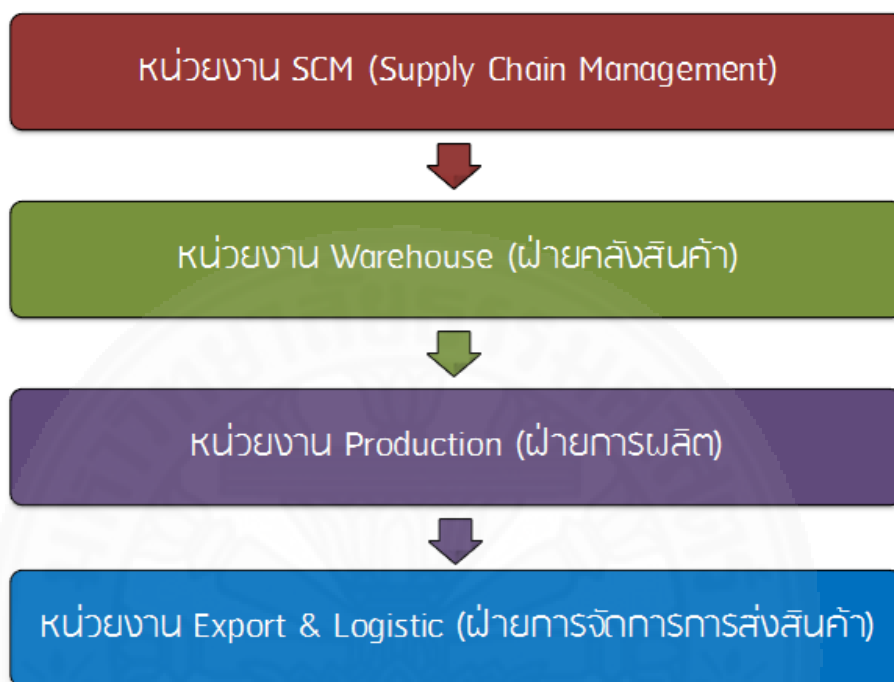 หน่วยงาน SCM (Supply Chain Management)
หน่วยงาน Warehouse (ฝ่ายคลังสินค้า)
หน่วยงาน Production (ฝ่ายการผลิต)
หน่วยงาน Export & Logistic (ฝ่ายการจัดการการส่งสินค้า)